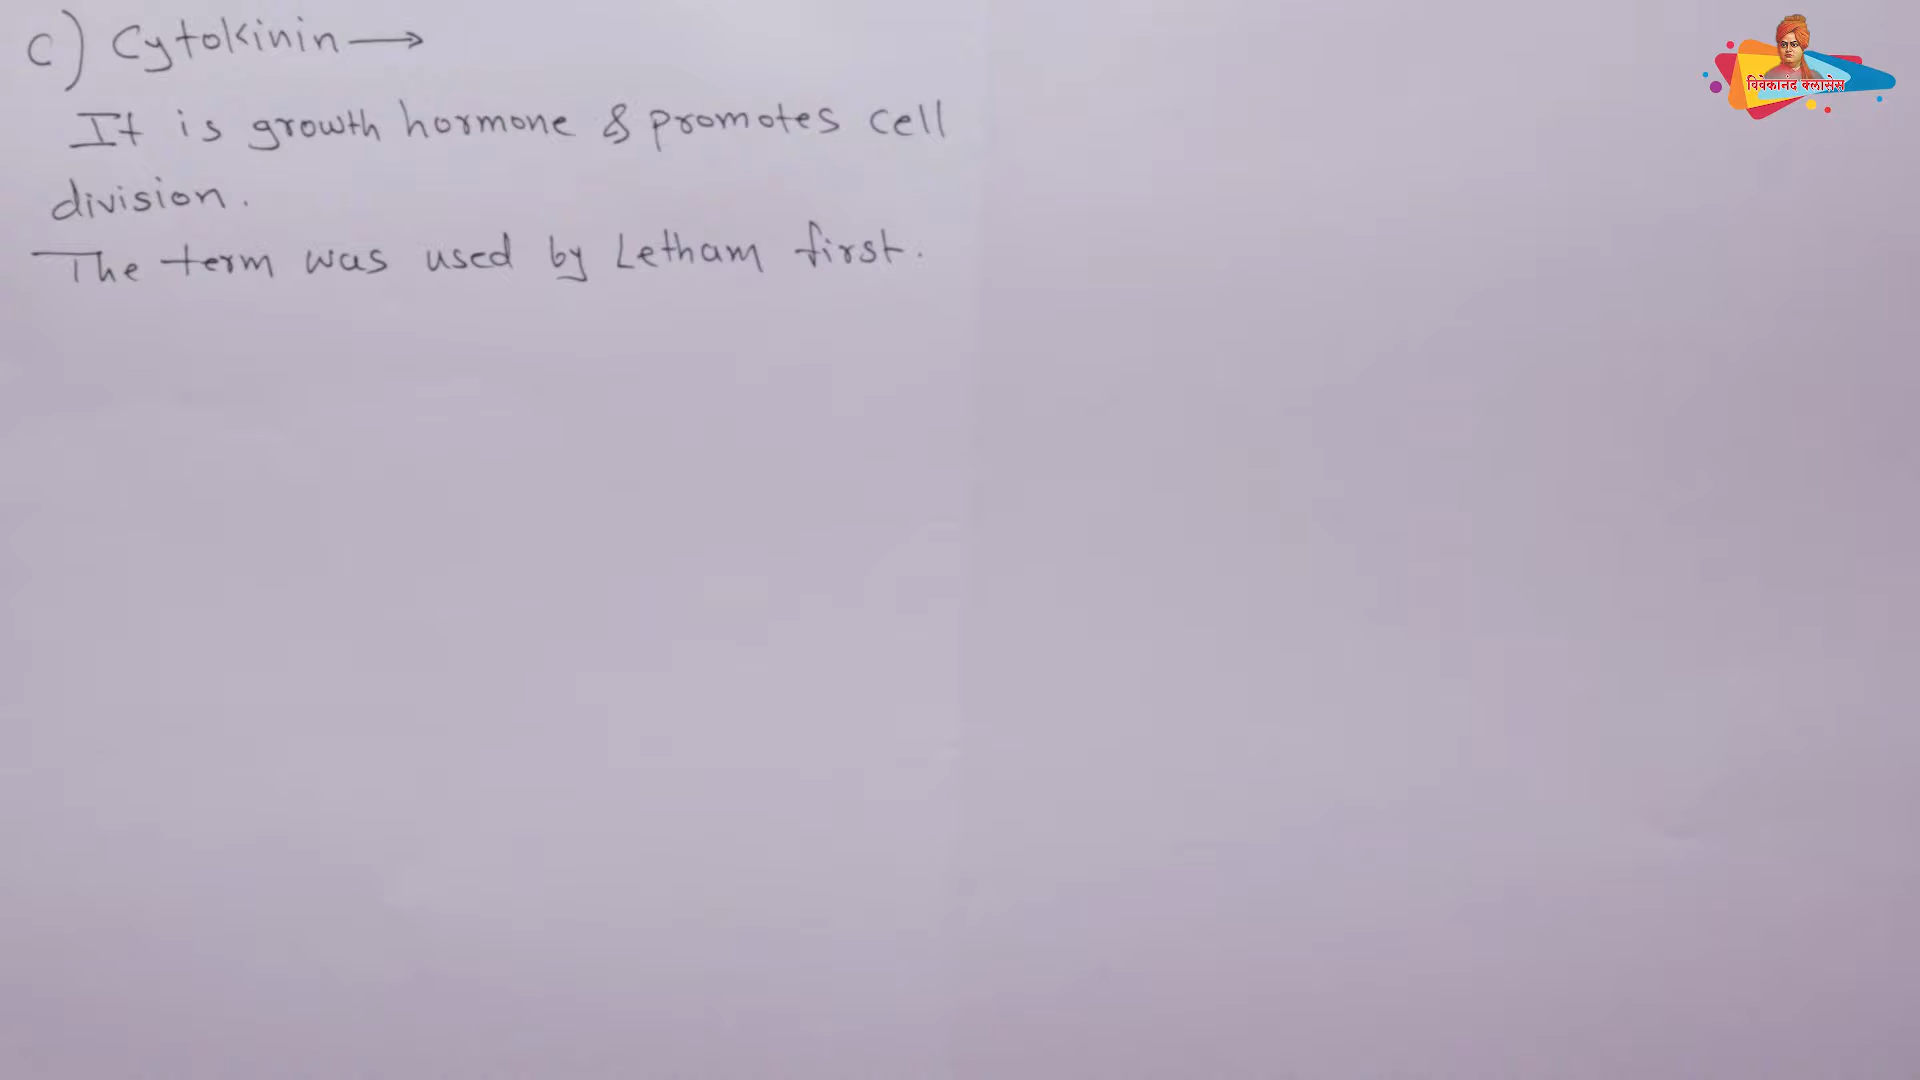 c) Cytokinin →
It is growth hormone & promotes cell
division.
The term was used by Letham first.
विवेकानंद क्लासेस